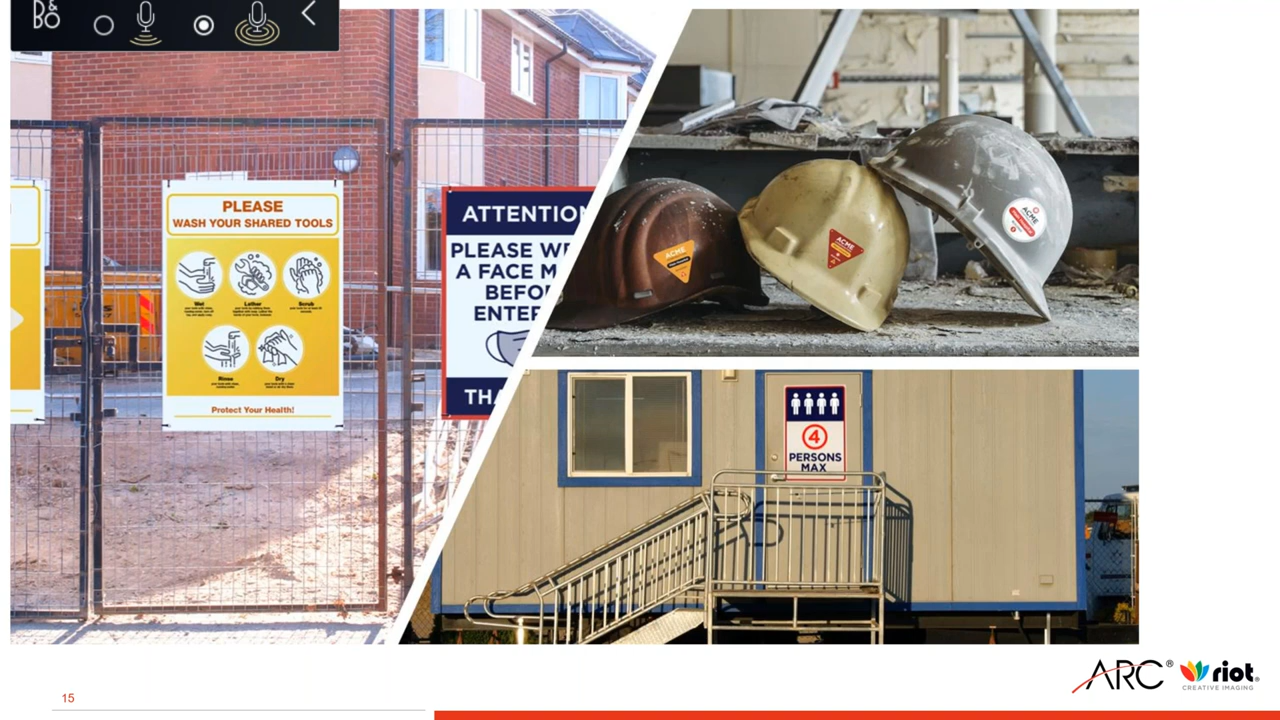 B&O
PLEASE
WASH YOUR SHARED TOOLS
Wet
Lather
Scrub
Rinse
Dry
Protect Your Health!
ATTENTION
PLEASE WE
A FACE M
BEFO
ENTER
THA
ACME
ACME
ACME
4
PERSONS
MAX
15
ARC®
riot®
CREATIVE IMAGING